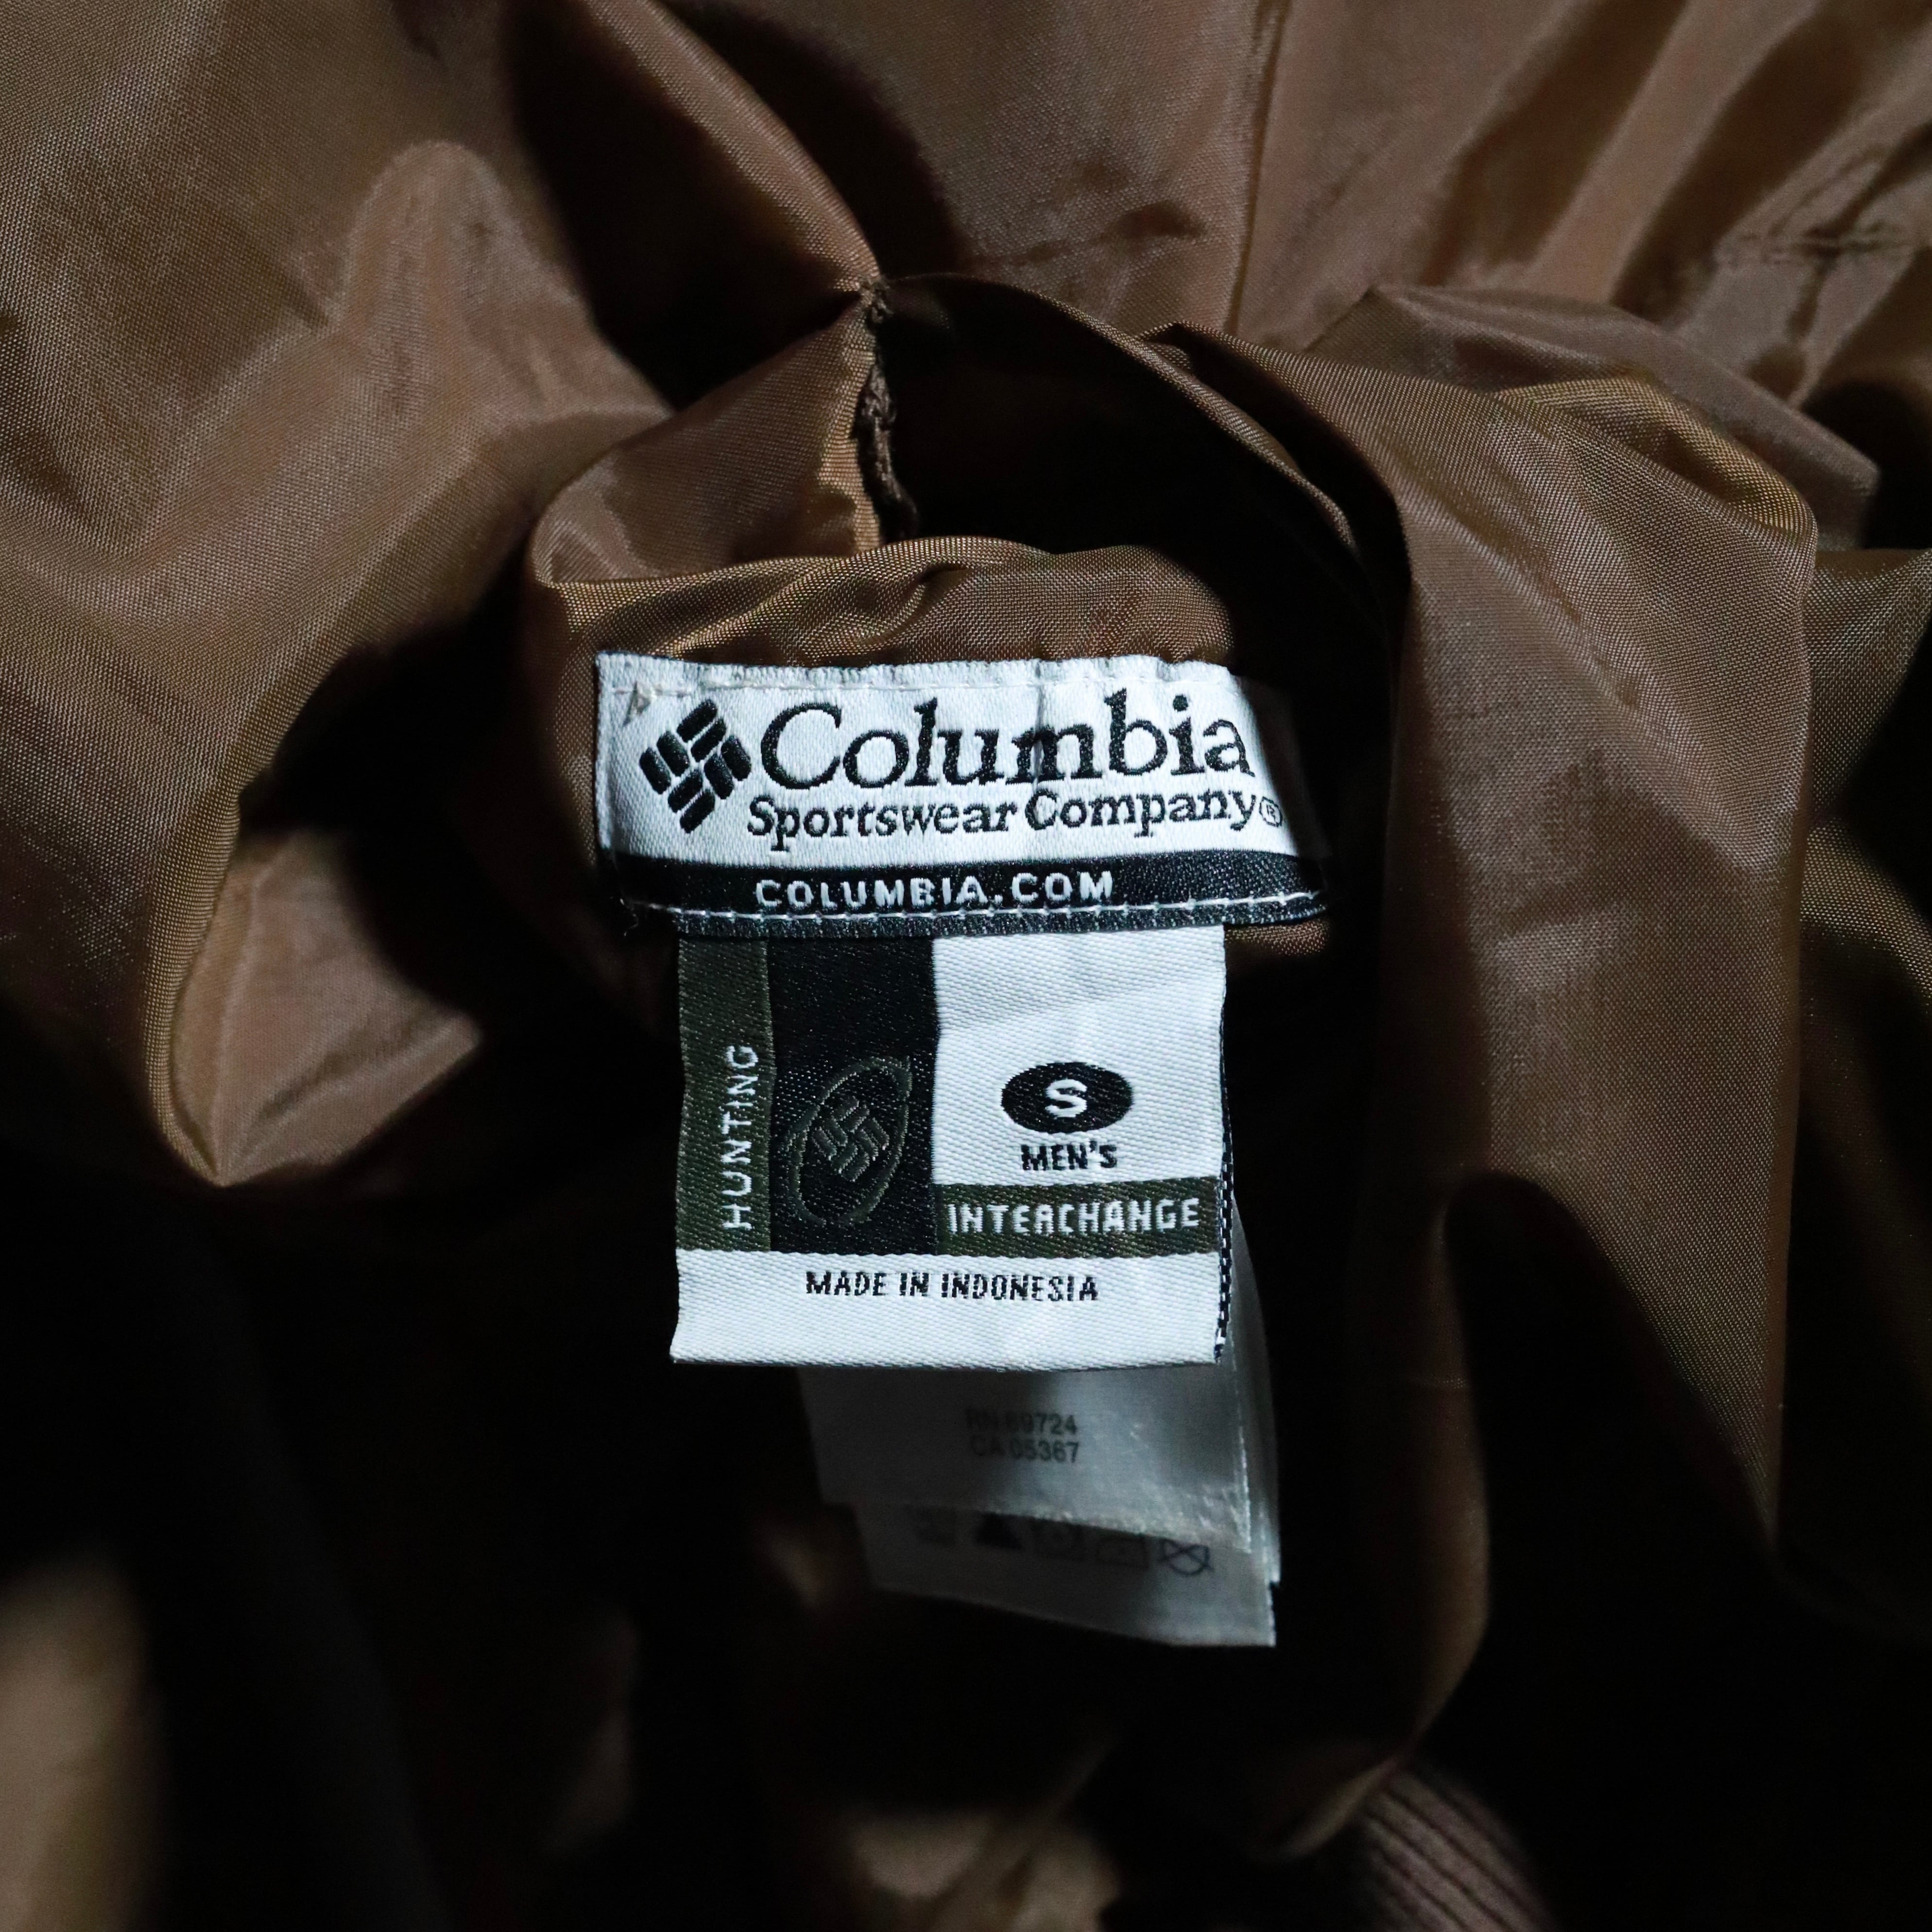 Columbia
Sportswear Company®
COLUMBIA.COM
HUNTING
S
MEN'S
INTERCHANGE
MADE IN INDONESIA
RN 69724
CA 05367